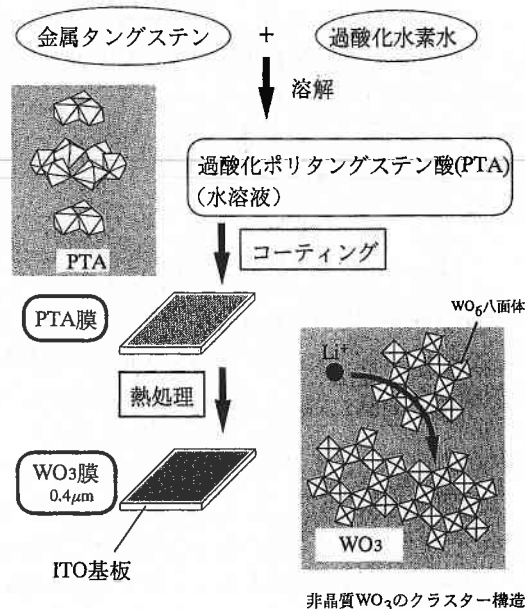 金属タングステン
+
過酸化水素水
溶解
過酸化ポリタングステン酸(PTA)
(水溶液)
PTA
コーティング
PTA膜
WO6八面体
Li+
熱処理
WO3膜
0.4μm
WO3
ITO基板
非晶質WO3のクラスター構造